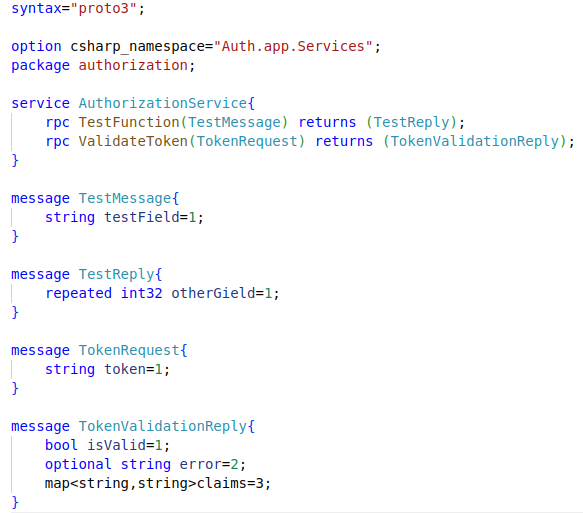 syntax="proto3";
option csharp_namespace="Auth.app.Services";
package authorization;
service AuthorizationService{
rpc TestFunction(TestMessage) returns (TestReply);
rpc ValidateToken(TokenRequest) returns (TokenValidationReply);
}
message TestMessage{
string testField=1;
}
message TestReply{
repeated int32 otherGield=1;
}
message TokenRequest{
string token=1;
}
message TokenValidationReply{
bool isValid=1;
optional string error=2;
map<string,string>claims=3;
}